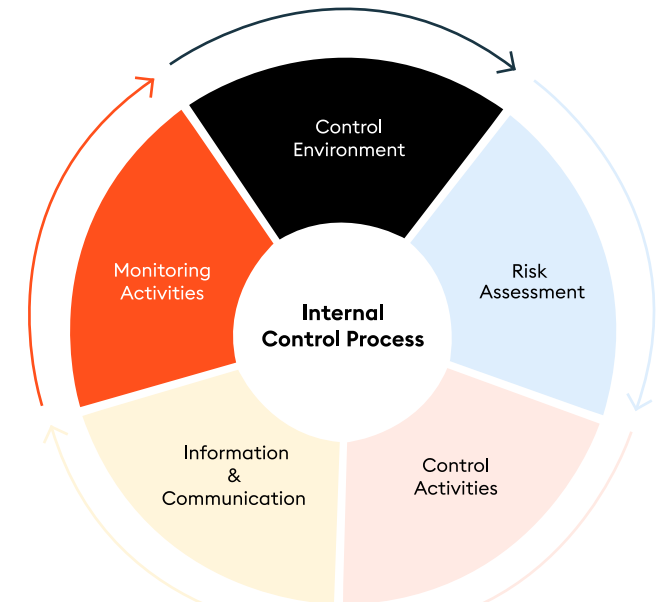 Control
Environment
Risk
Assessment
Control
Activities
Information
&
Communication
Monitoring
Activities
Internal
Control Process